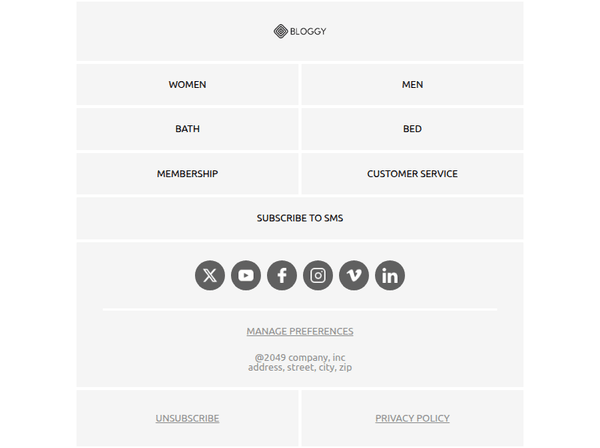 BLOGGY
WOMEN
MEN
BATH
BED
MEMBERSHIP
CUSTOMER SERVICE
SUBSCRIBE TO SMS
MANAGE PREFERENCES
@2049 company, inc
address, street, city, zip
UNSUBSCRIBE
PRIVACY POLICY